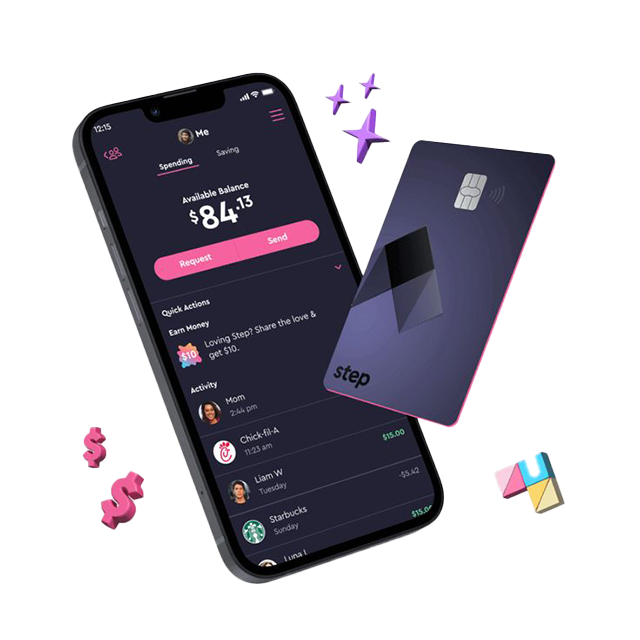 12:15
Me
Spending
Saving
Available Balance
$84.13
Request
Send
Quick Actions
Earn Money
$10
Loving Step? Share the love &
get $10.
Activity
Mom
2:44 pm
Chick-fil-A
11:23 am
$15.00
Liam W
Tuesday
-$5.42
Starbucks
Sunday
$15.00
Luna L
step